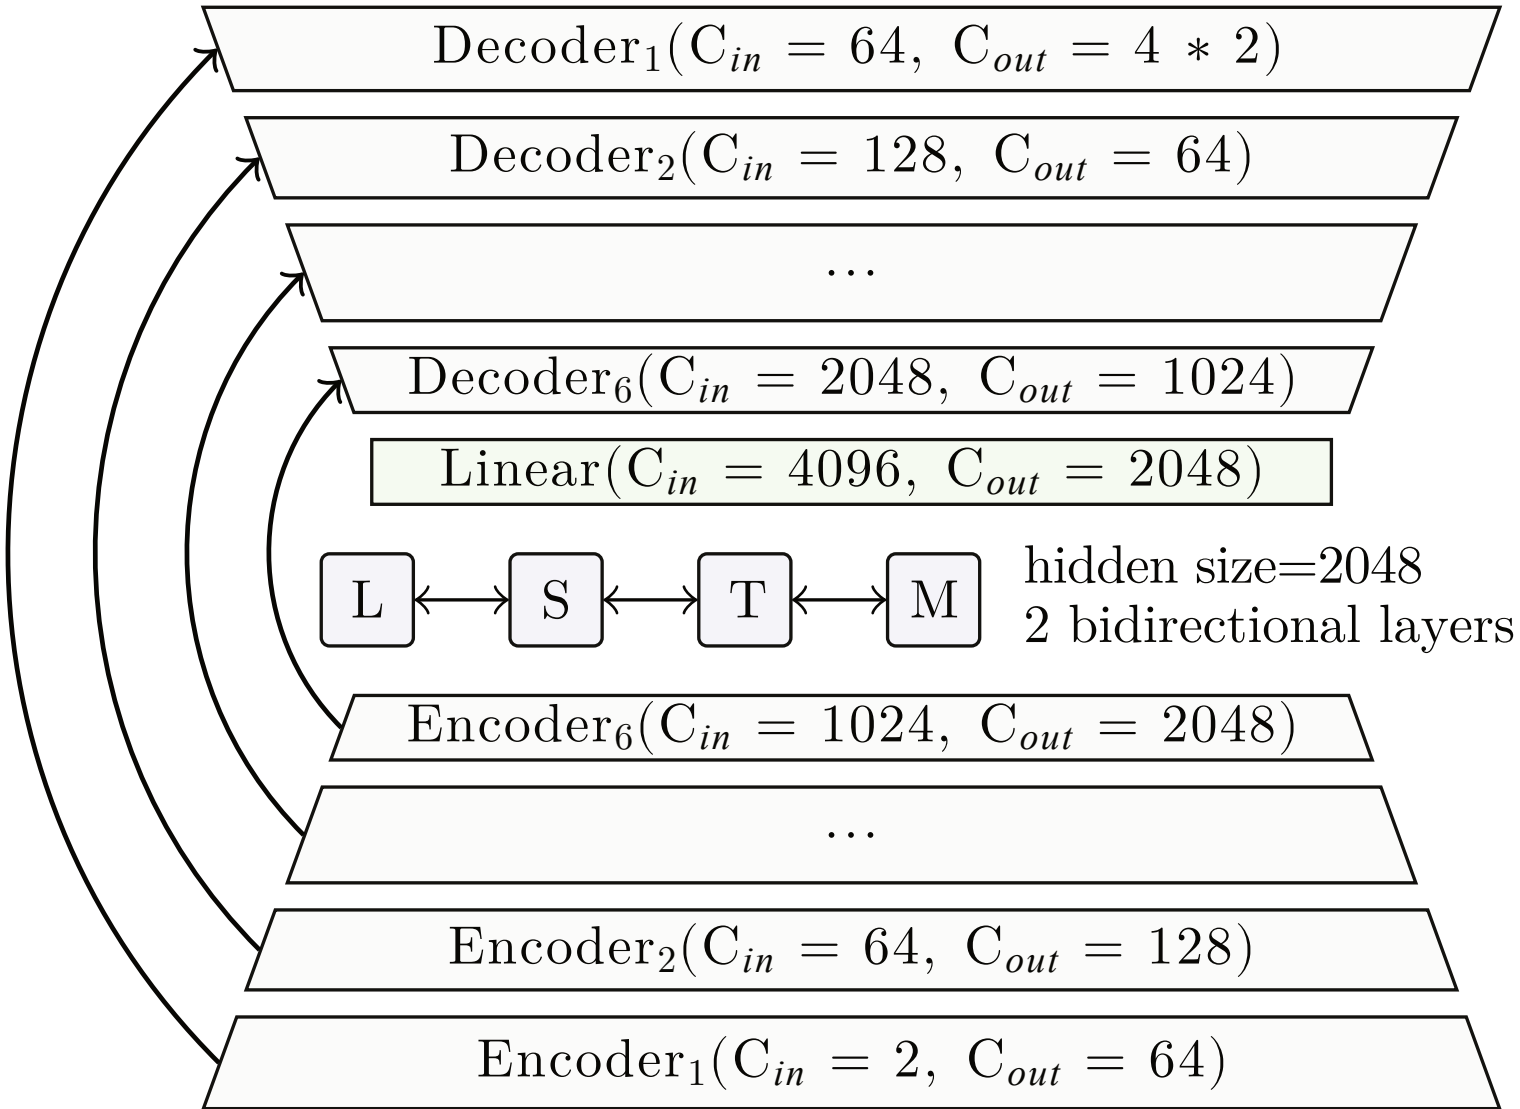 Decoder₁(Cᵢₙ = 64, Cₒᵤₜ = 4 * 2)
Decoder₂(Cᵢₙ = 128, Cₒᵤₜ = 64)
...
Decoder₆(Cᵢₙ = 2048, Cₒᵤₜ = 1024)
Linear(Cᵢₙ = 4096, Cₒᵤₜ = 2048)
L S T M
hidden size=2048
2 bidirectional layers
Encoder₆(Cᵢₙ = 1024, Cₒᵤₜ = 2048)
...
Encoder₂(Cᵢₙ = 64, Cₒᵤₜ = 128)
Encoder₁(Cᵢₙ = 2, Cₒᵤₜ = 64)